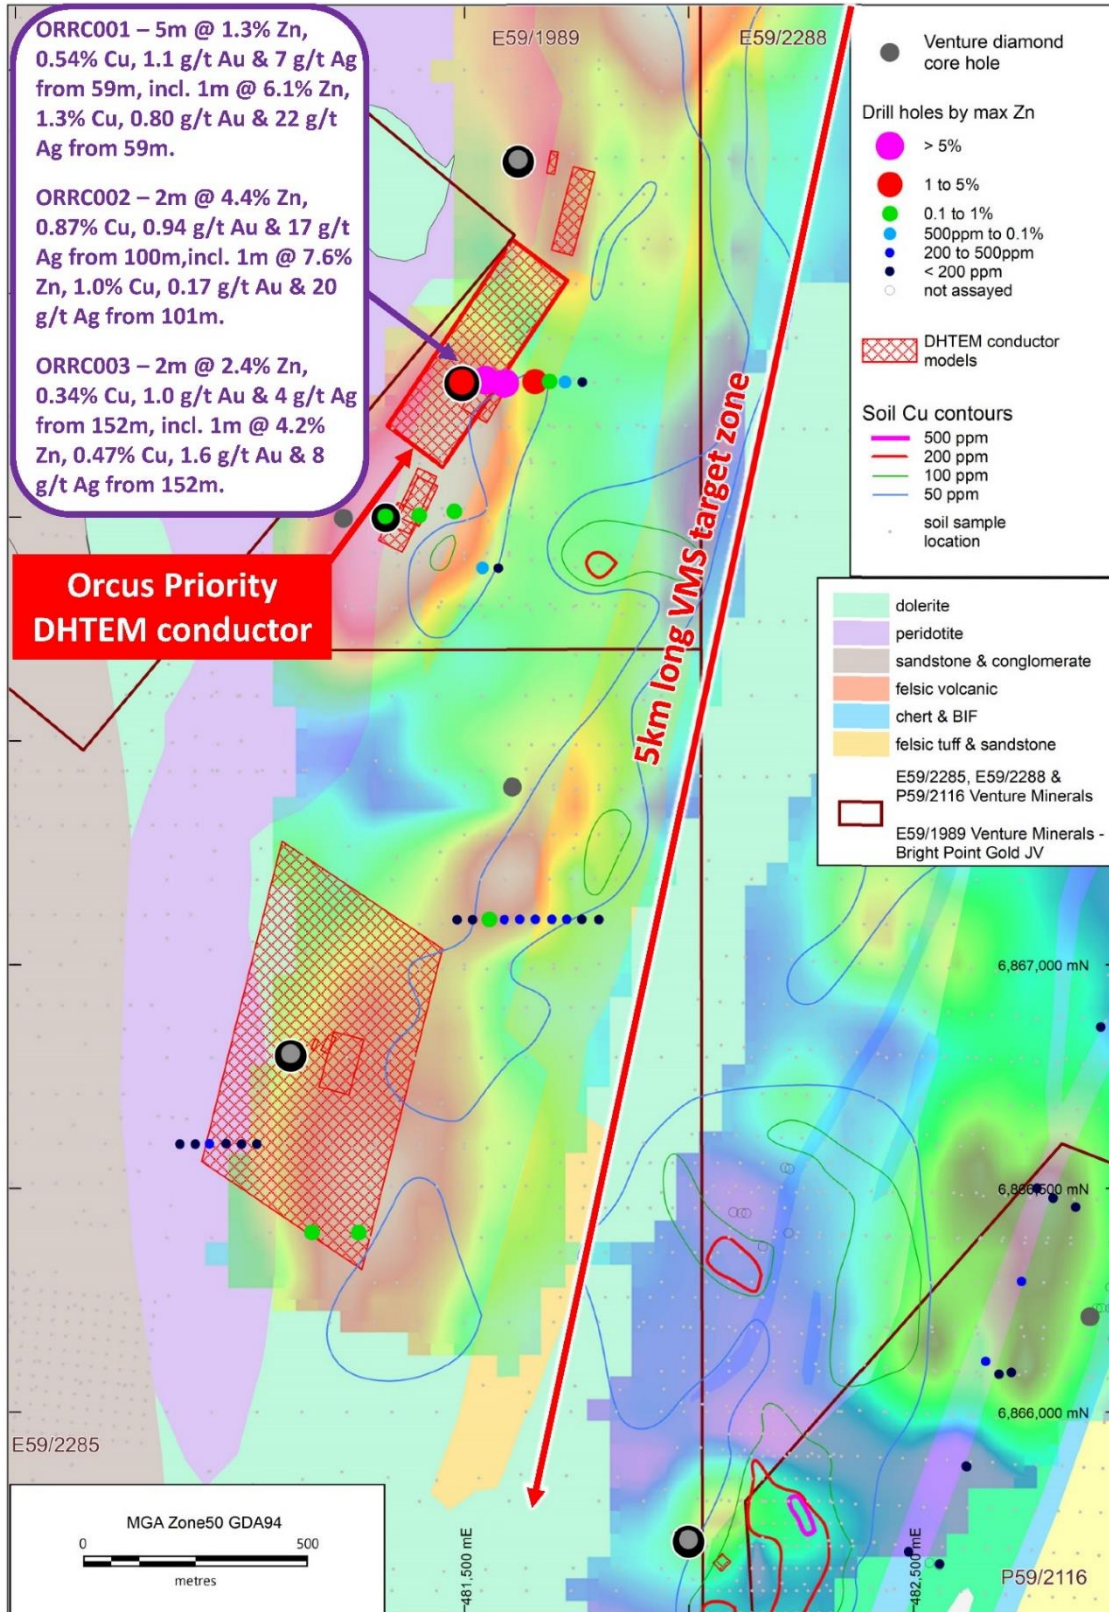 ORRC001 – 5m @ 1.3% Zn,
0.54% Cu, 1.1 g/t Au & 7 g/t Ag
from 59m, incl. 1m @ 6.1% Zn,
1.3% Cu, 0.80 g/t Au & 22 g/t
Ag from 59m.
ORRC002 – 2m @ 4.4% Zn,
0.87% Cu, 0.94 g/t Au & 17 g/t
Ag from 100m,incl. 1m @ 7.6%
Zn, 1.0% Cu, 0.17 g/t Au & 20
g/t Ag from 101m.
ORRC003 – 2m @ 2.4% Zn,
0.34% Cu, 1.0 g/t Au & 4 g/t Ag
from 152m, incl. 1m @ 4.2%
Zn, 0.47% Cu, 1.6 g/t Au & 8
g/t Ag from 152m.
E59/1989
E59/2288
Venture diamond
core hole
Drill holes by max Zn
> 5%
1 to 5%
0.1 to 1%
500ppm to 0.1%
200 to 500ppm
< 200 ppm
not assayed
DHTEM conductor
models
Soil Cu contours
500 ppm
200 ppm
100 ppm
50 ppm
soil sample
location
dolerite
peridotite
sandstone & conglomerate
felsic volcanic
chert & BIF
felsic tuff & sandstone
E59/2285, E59/2288 &
P59/2116 Venture Minerals
E59/1989 Venture Minerals -
Bright Point Gold JV
Orcus Priority
DHTEM conductor
5km long VMS target zone
6,867,000 mN
6,866,500 mN
6,866,000 mN
E59/2285
MGA Zone50 GDA94
0 500
metres
481,500 mE
482,500 mE
P59/2116